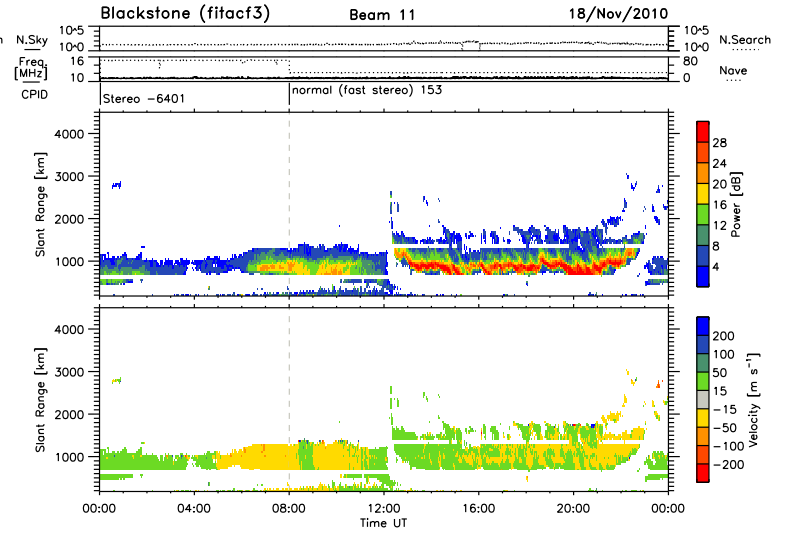 Blackstone (fitacf3) Beam 11 18/Nov/2010
n N.Sky 10^5 10^5 N.Search
10^0 10^0
Freq. 16 80 Nave
[MHz] 10 0
CPID Stereo -6401 normal (fast stereo) 153
Slant Range [km]
4000
3000
2000
1000
28
24
20
16
12
8
4
Power [dB]
Slant Range [km]
4000
3000
2000
1000
200
100
50
15
-15
-50
-100
-200
Velocity [m s^-1]
00:00 04:00 08:00 12:00 16:00 20:00 00:00
Time UT